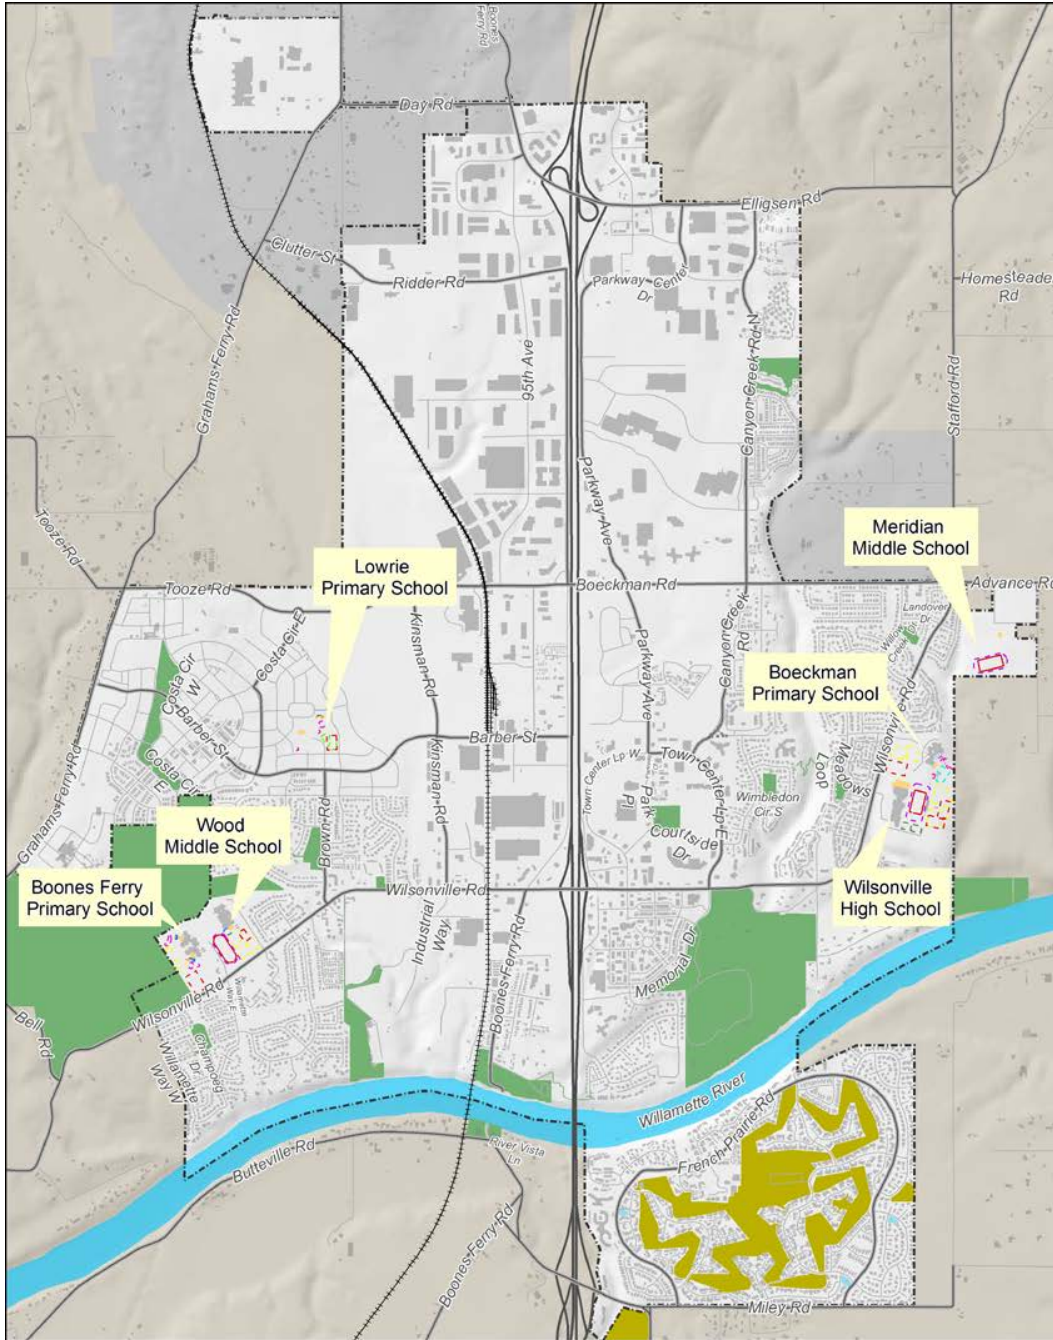 Boones
Ferry Rd
Day Rd
Elligsen Rd
Clutter St
Ridder Rd
Parkway Center
Dr
Homesteader
Rd
Grahams Ferry Rd
95th Ave
Canyon Creek Rd N
Stafford Rd
Parkway Ave
Tooze Rd
Meridian
Middle School
Lowrie
Primary School
Tooze Rd
Boeckman Rd
Advance Rd
Landover
Dr
Willow
Creek
Costa Cir E
Kinsman Rd
Canyon Creek
Rd
Parkway Ave
Boeckman
Primary School
Costa Cir
W
Barber St
Barber St
Wilsonville Rd
Costa Cir
E
Kinsman Rd
Town Center Lp W
Town Center Lp E
Park
Pl
Courtside
Dr
Wimbledon
Cir S
Meadows
Loop
Grahams Ferry Rd
Wood
Middle School
Brown Rd
Boones Ferry
Primary School
Wilsonville Rd
Wilsonville
High School
Industrial
Way
Boones Ferry Rd
Memorial Dr
Wilsonville Rd
Willamette
Way E
Bell
Rd
Champoeg
Dr
Willamette
Way W
Willamette River
French Prairie Rd
Butteville Rd
River Vista
Ln
Boones Ferry Rd
Miley Rd